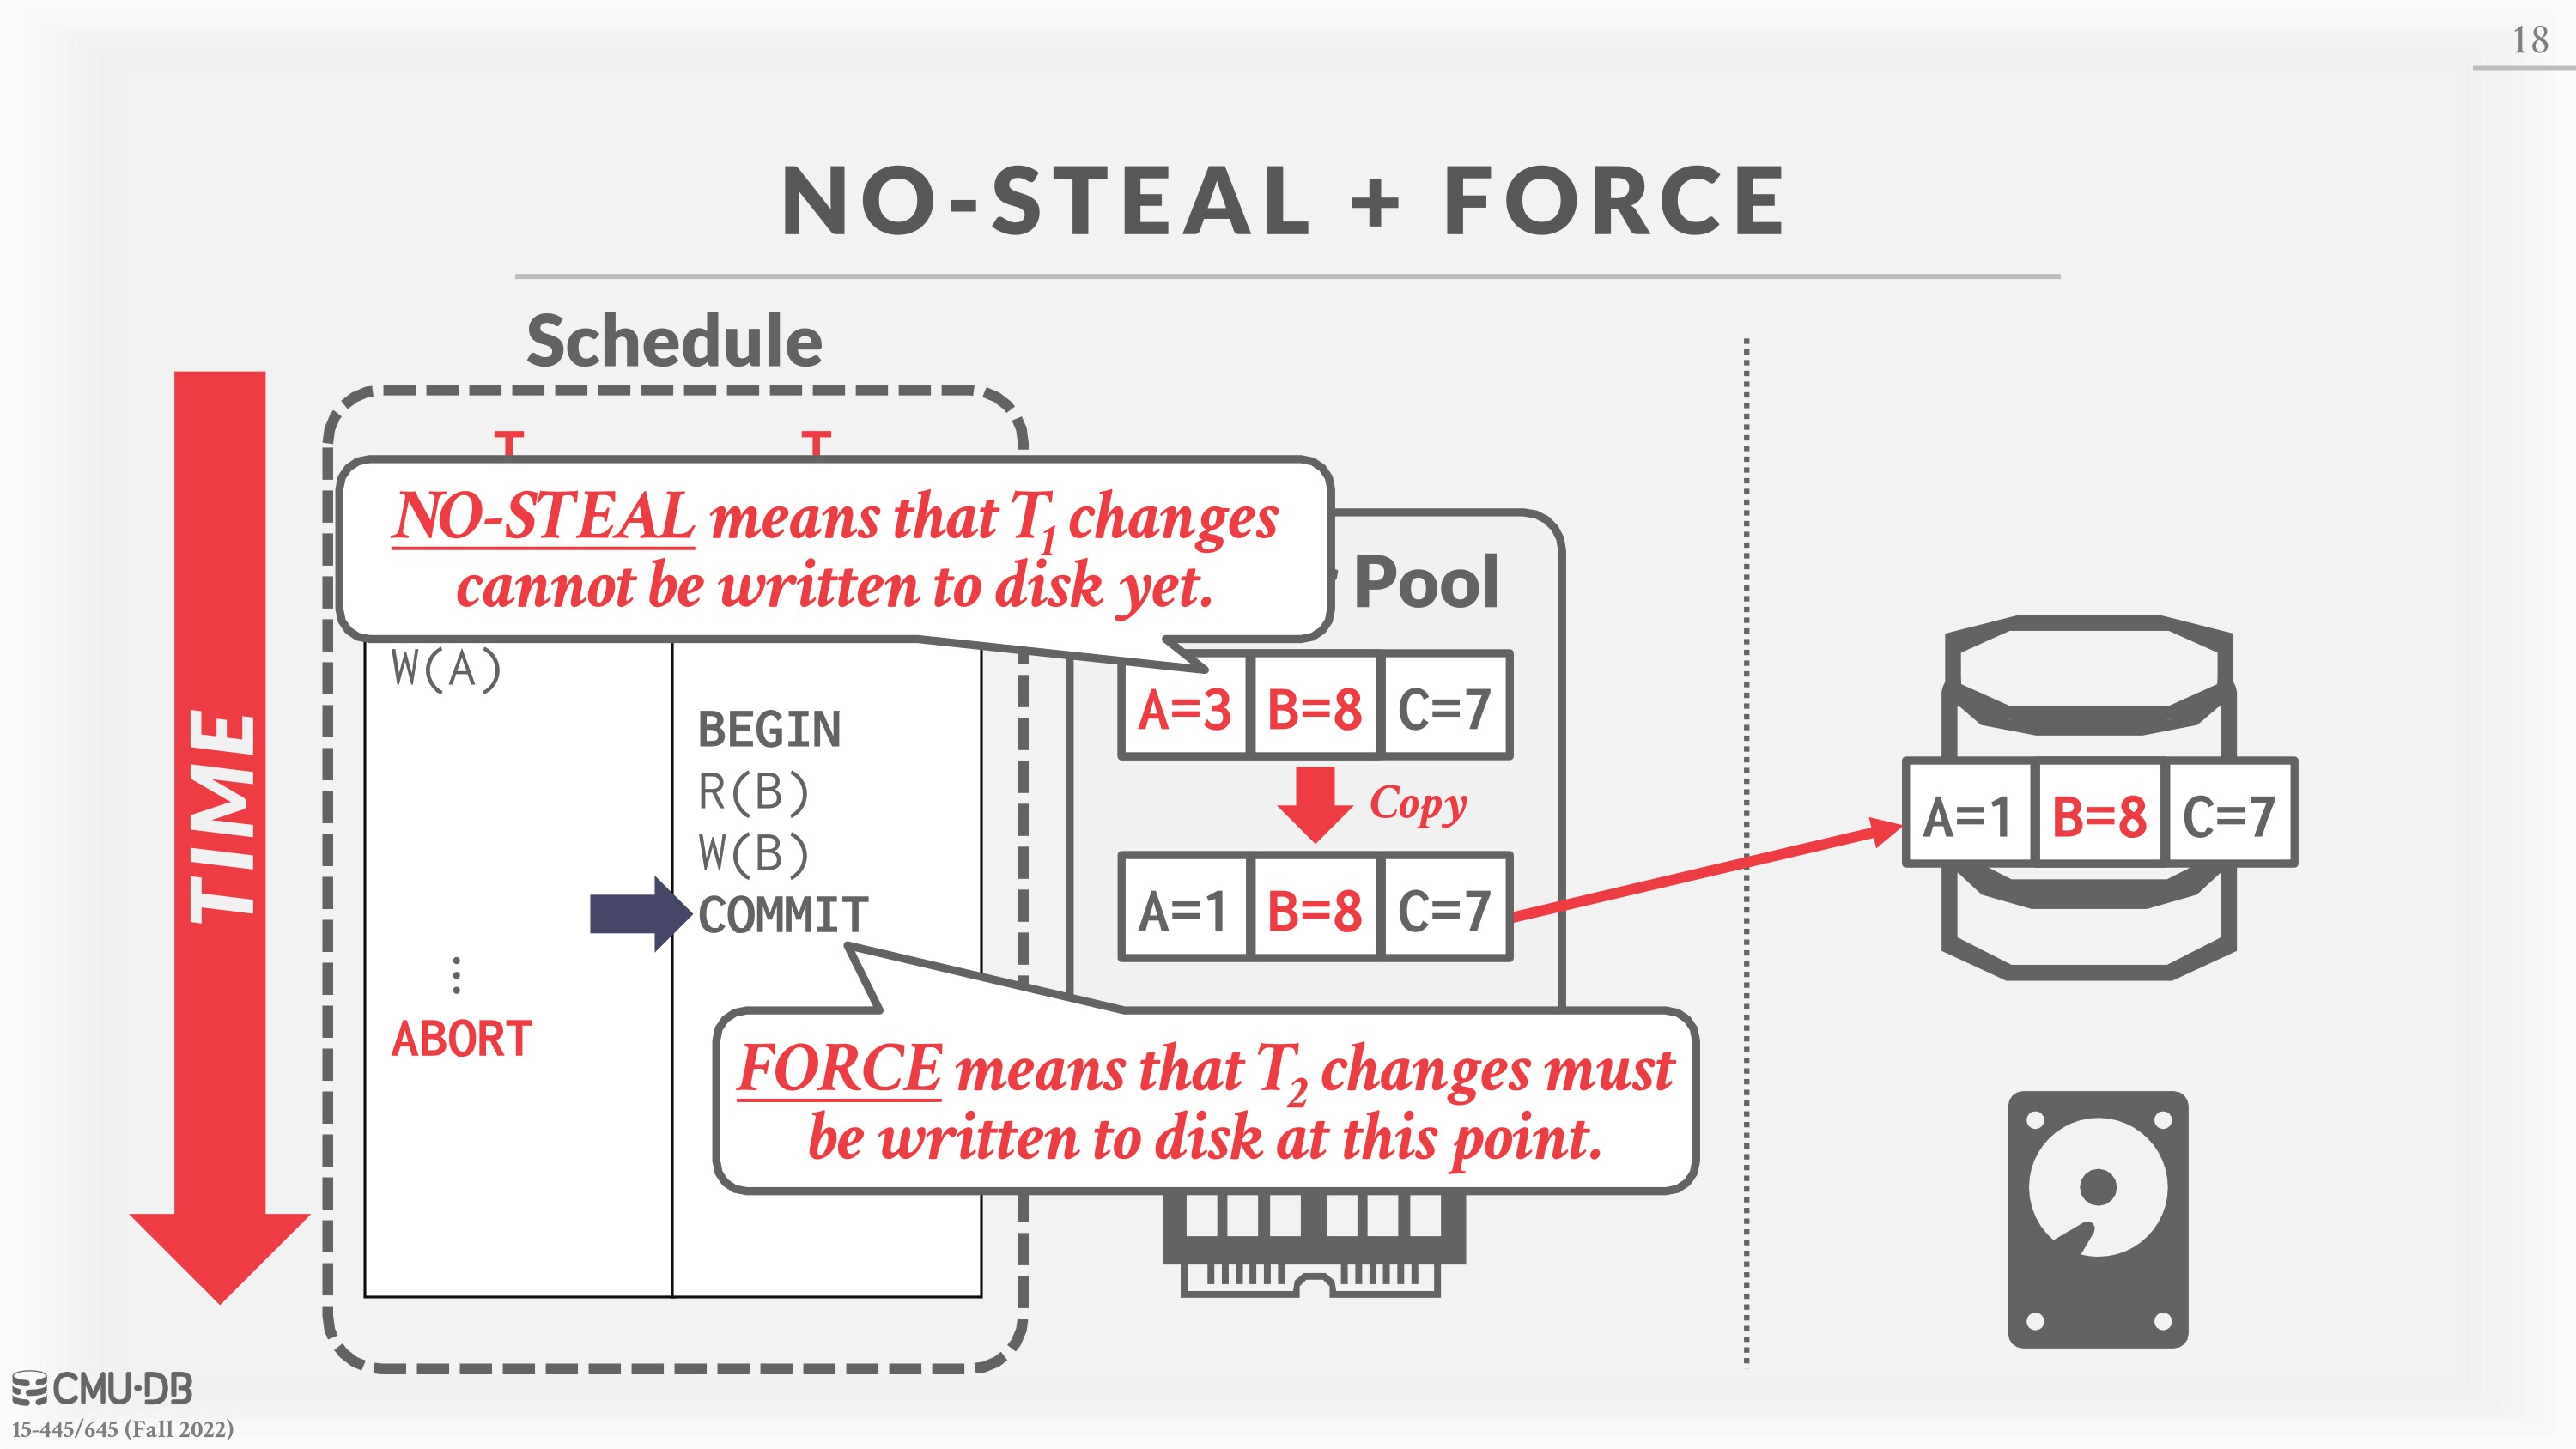 18
NO-STEAL + FORCE
Schedule
NO-STEAL means that T1 changes
cannot be written to disk yet.
Pool
TIME
W(A)
BEGIN
R(B)
W(B)
COMMIT
⋮
ABORT
A=3 B=8 C=7
Copy
A=1 B=8 C=7
A=1 B=8 C=7
FORCE means that T2 changes must
be written to disk at this point.
CMU·DB
15-445/645 (Fall 2022)